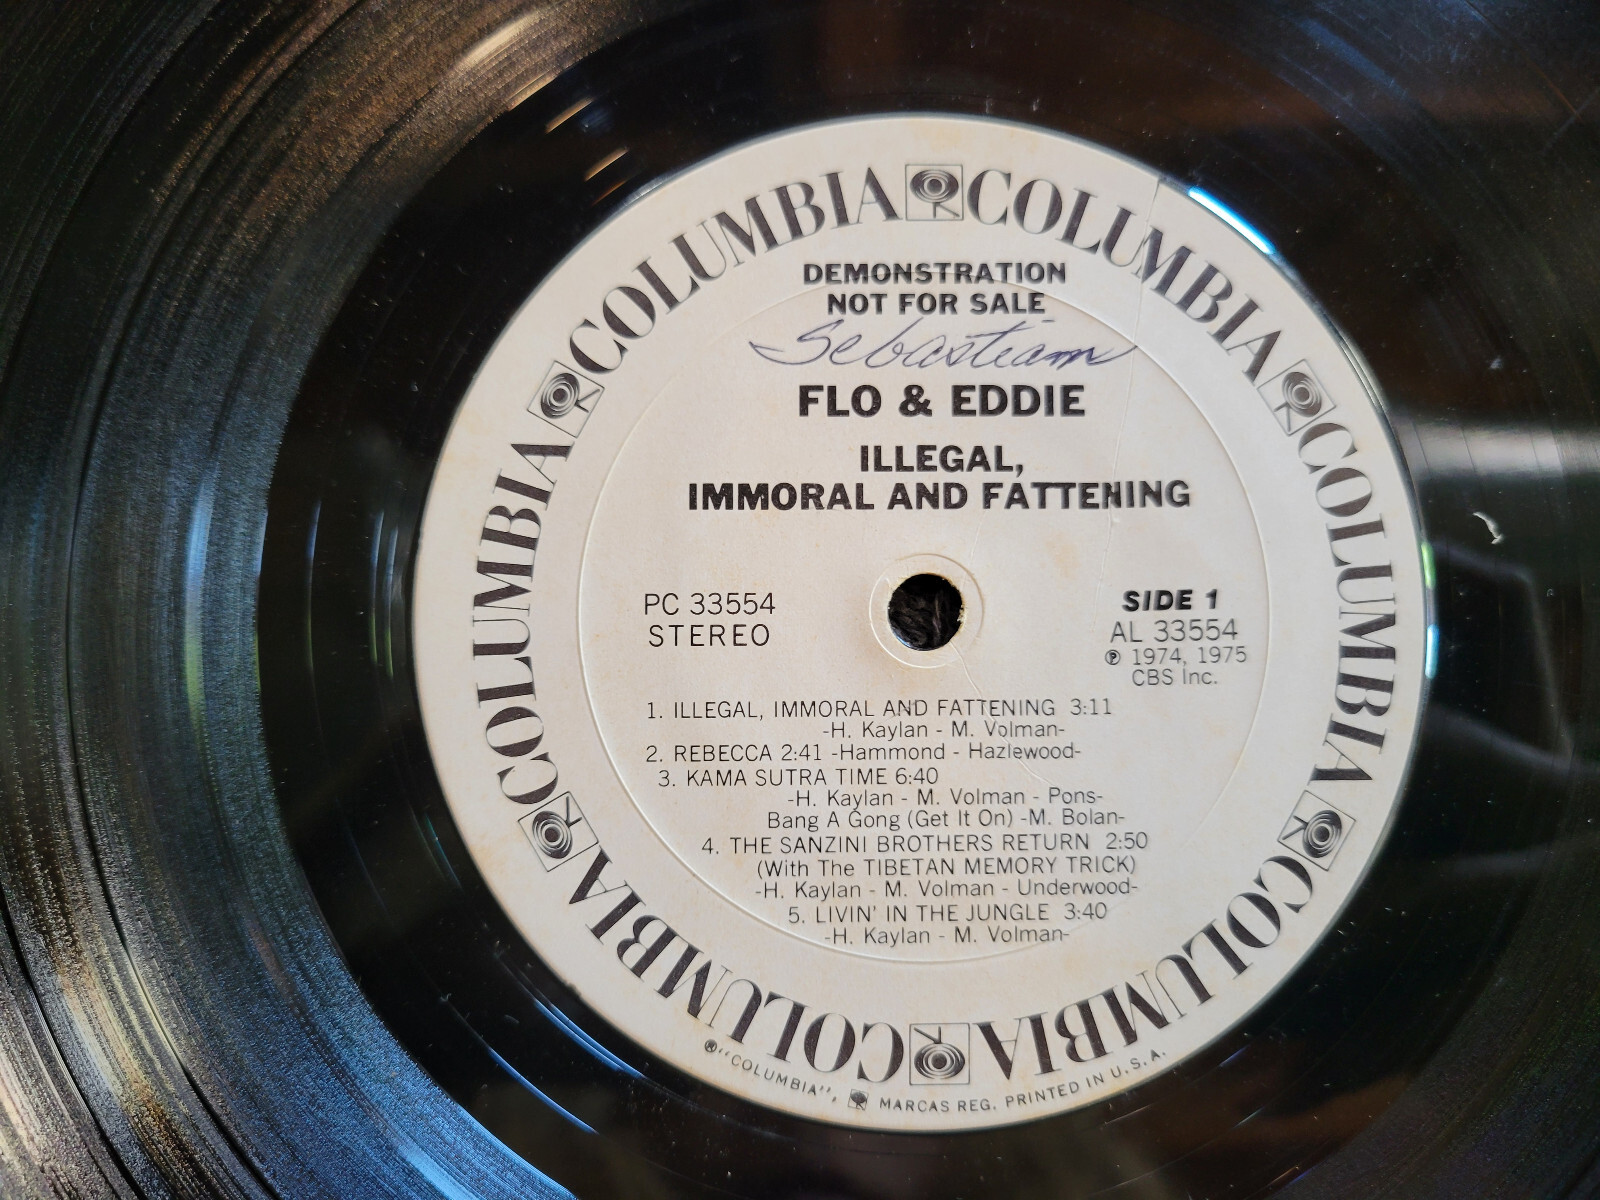 COLUMBIA COLUMBIA COLUMBIA COLUMBIA COLUMBIA COLUMBIA COLUMBIA COLUMBIA
DEMONSTRATION
NOT FOR SALE
Sebastiam
FLO & EDDIE
ILLEGAL,
IMMORAL AND FATTENING
PC 33554
STEREO
SIDE 1
AL 33554
℗ 1974, 1975
CBS Inc.
1. ILLEGAL, IMMORAL AND FATTENING 3:11
-H. Kaylan - M. Volman-
2. REBECCA 2:41 -Hammond - Hazlewood-
3. KAMA SUTRA TIME 6:40
-H. Kaylan - M. Volman - Pons-
Bang A Gong (Get It On) -M. Bolan-
4. THE SANZINI BROTHERS RETURN 2:50
(With The TIBETAN MEMORY TRICK)
-H. Kaylan - M. Volman - Underwood-
5. LIVIN' IN THE JUNGLE 3:40
-H. Kaylan - M. Volman-
®"COLUMBIA", MARCAS REG. PRINTED IN U.S.A.